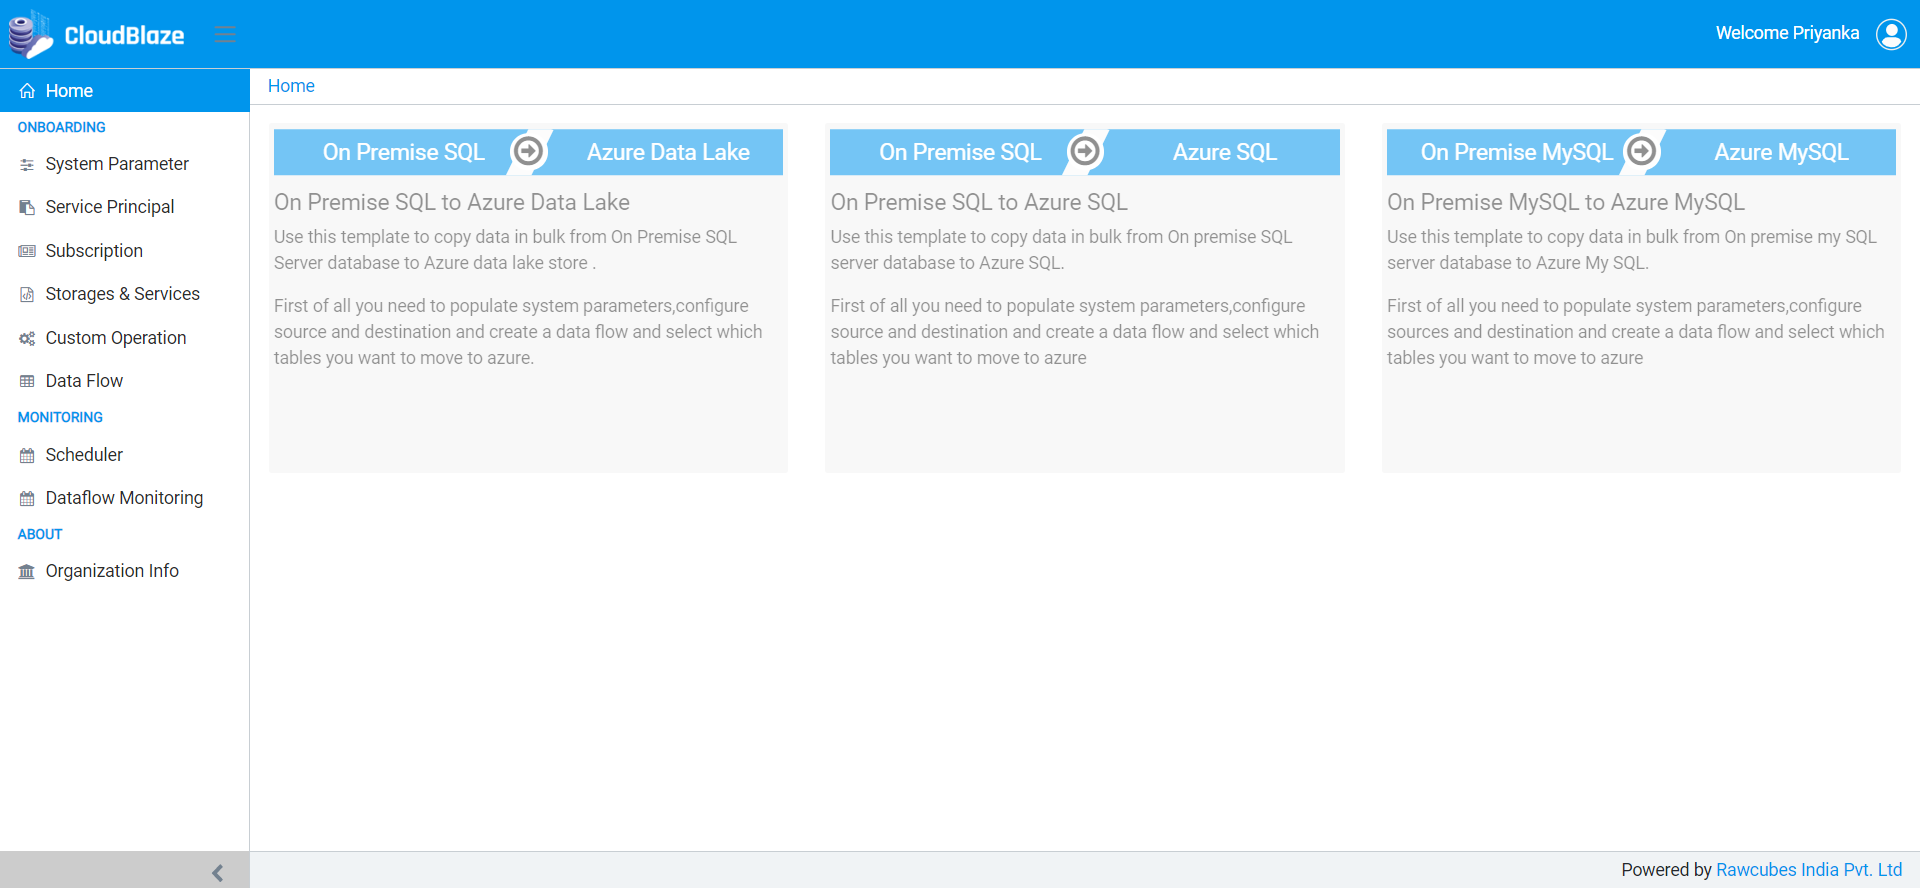 CloudBlaze
Welcome Priyanka
Home
ONBOARDING
System Parameter
Service Principal
Subscription
Storages & Services
Custom Operation
Data Flow
MONITORING
Scheduler
Dataflow Monitoring
ABOUT
Organization Info
Home
On Premise SQL
Azure Data Lake
On Premise SQL to Azure Data Lake
Use this template to copy data in bulk from On Premise SQL
Server database to Azure data lake store .
First of all you need to populate system parameters,configure
source and destination and create a data flow and select which
tables you want to move to azure.
On Premise SQL
Azure SQL
On Premise SQL to Azure SQL
Use this template to copy data in bulk from On premise SQL
server database to Azure SQL.
First of all you need to populate system parameters,configure
source and destination and create a data flow and select which
tables you want to move to azure
On Premise MySQL
Azure MySQL
On Premise MySQL to Azure MySQL
Use this template to copy data in bulk from On premise my SQL
server database to Azure My SQL.
First of all you need to populate system parameters,configure
sources and destination and create a data flow and select which
tables you want to move to azure
Powered by Rawcubes India Pvt. Ltd